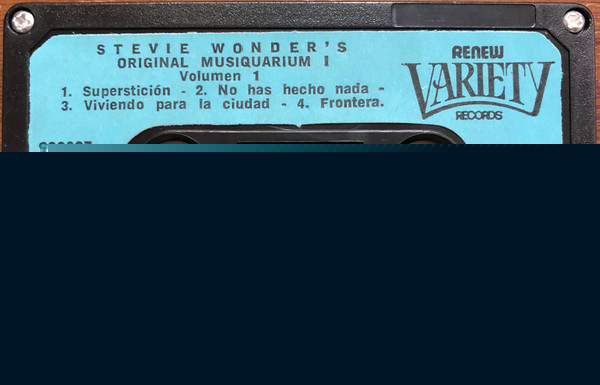 STEVIE WONDER'S
ORIGINAL MUSIQUARIUM I
Volumen 1
1. Superstición - 2. No has hecho nada -
3. Viviendo para la ciudad - 4. Frontera.
RENEW
VARIETY
RECORDS